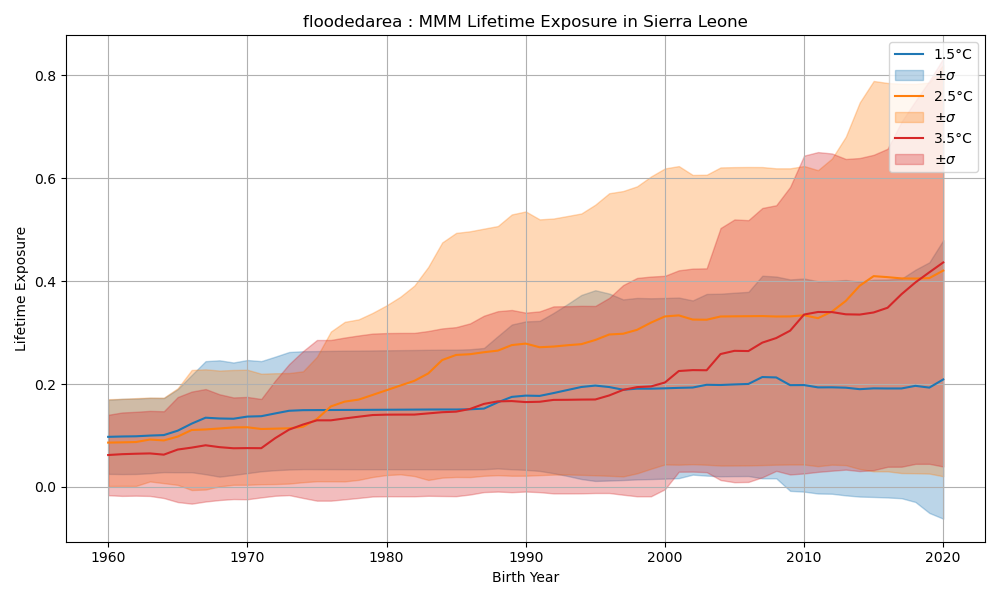 floodedarea : MMM Lifetime Exposure in Sierra Leone
Lifetime Exposure
0.8
0.6
0.4
0.2
0.0
1960
1970
1980
1990
2000
2010
2020
Birth Year
1.5°C
±σ
2.5°C
±σ
3.5°C
±σ